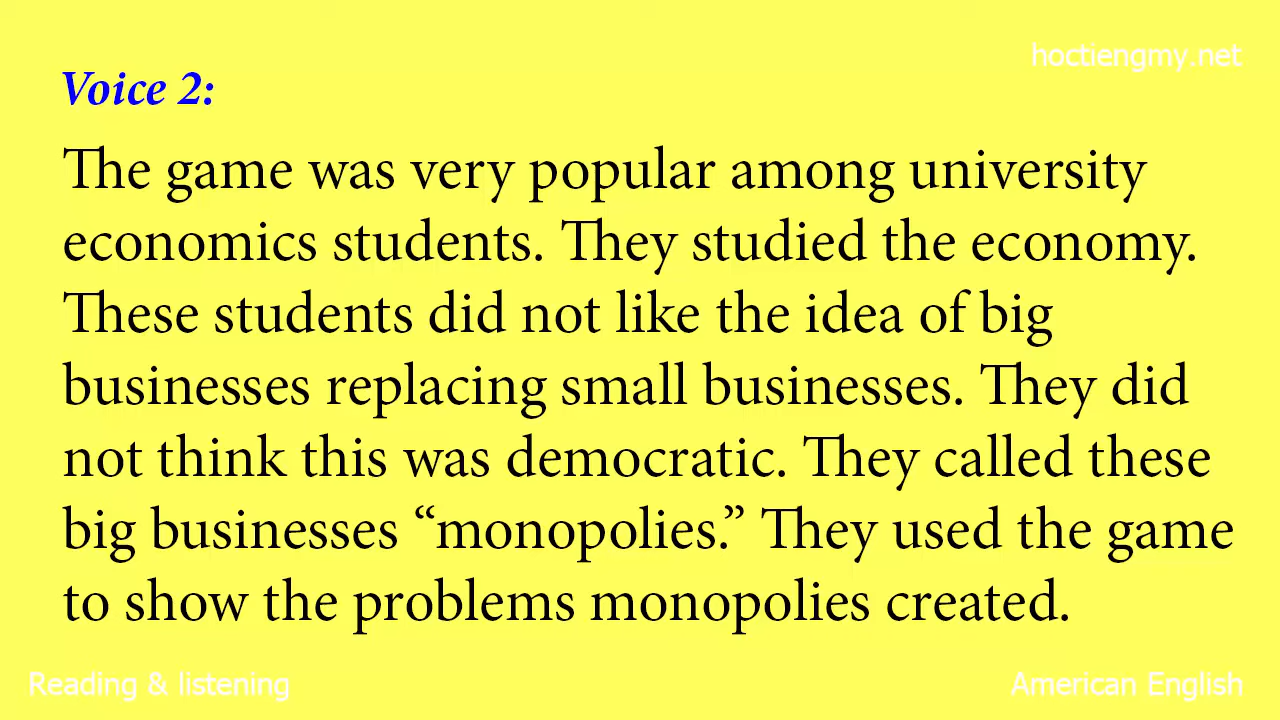 hoctiengmy.net
Voice 2:
The game was very popular among university
economics students. They studied the economy.
These students did not like the idea of big
businesses replacing small businesses. They did
not think this was democratic. They called these
big businesses “monopolies.” They used the game
to show the problems monopolies created.
Reading & listening
American English